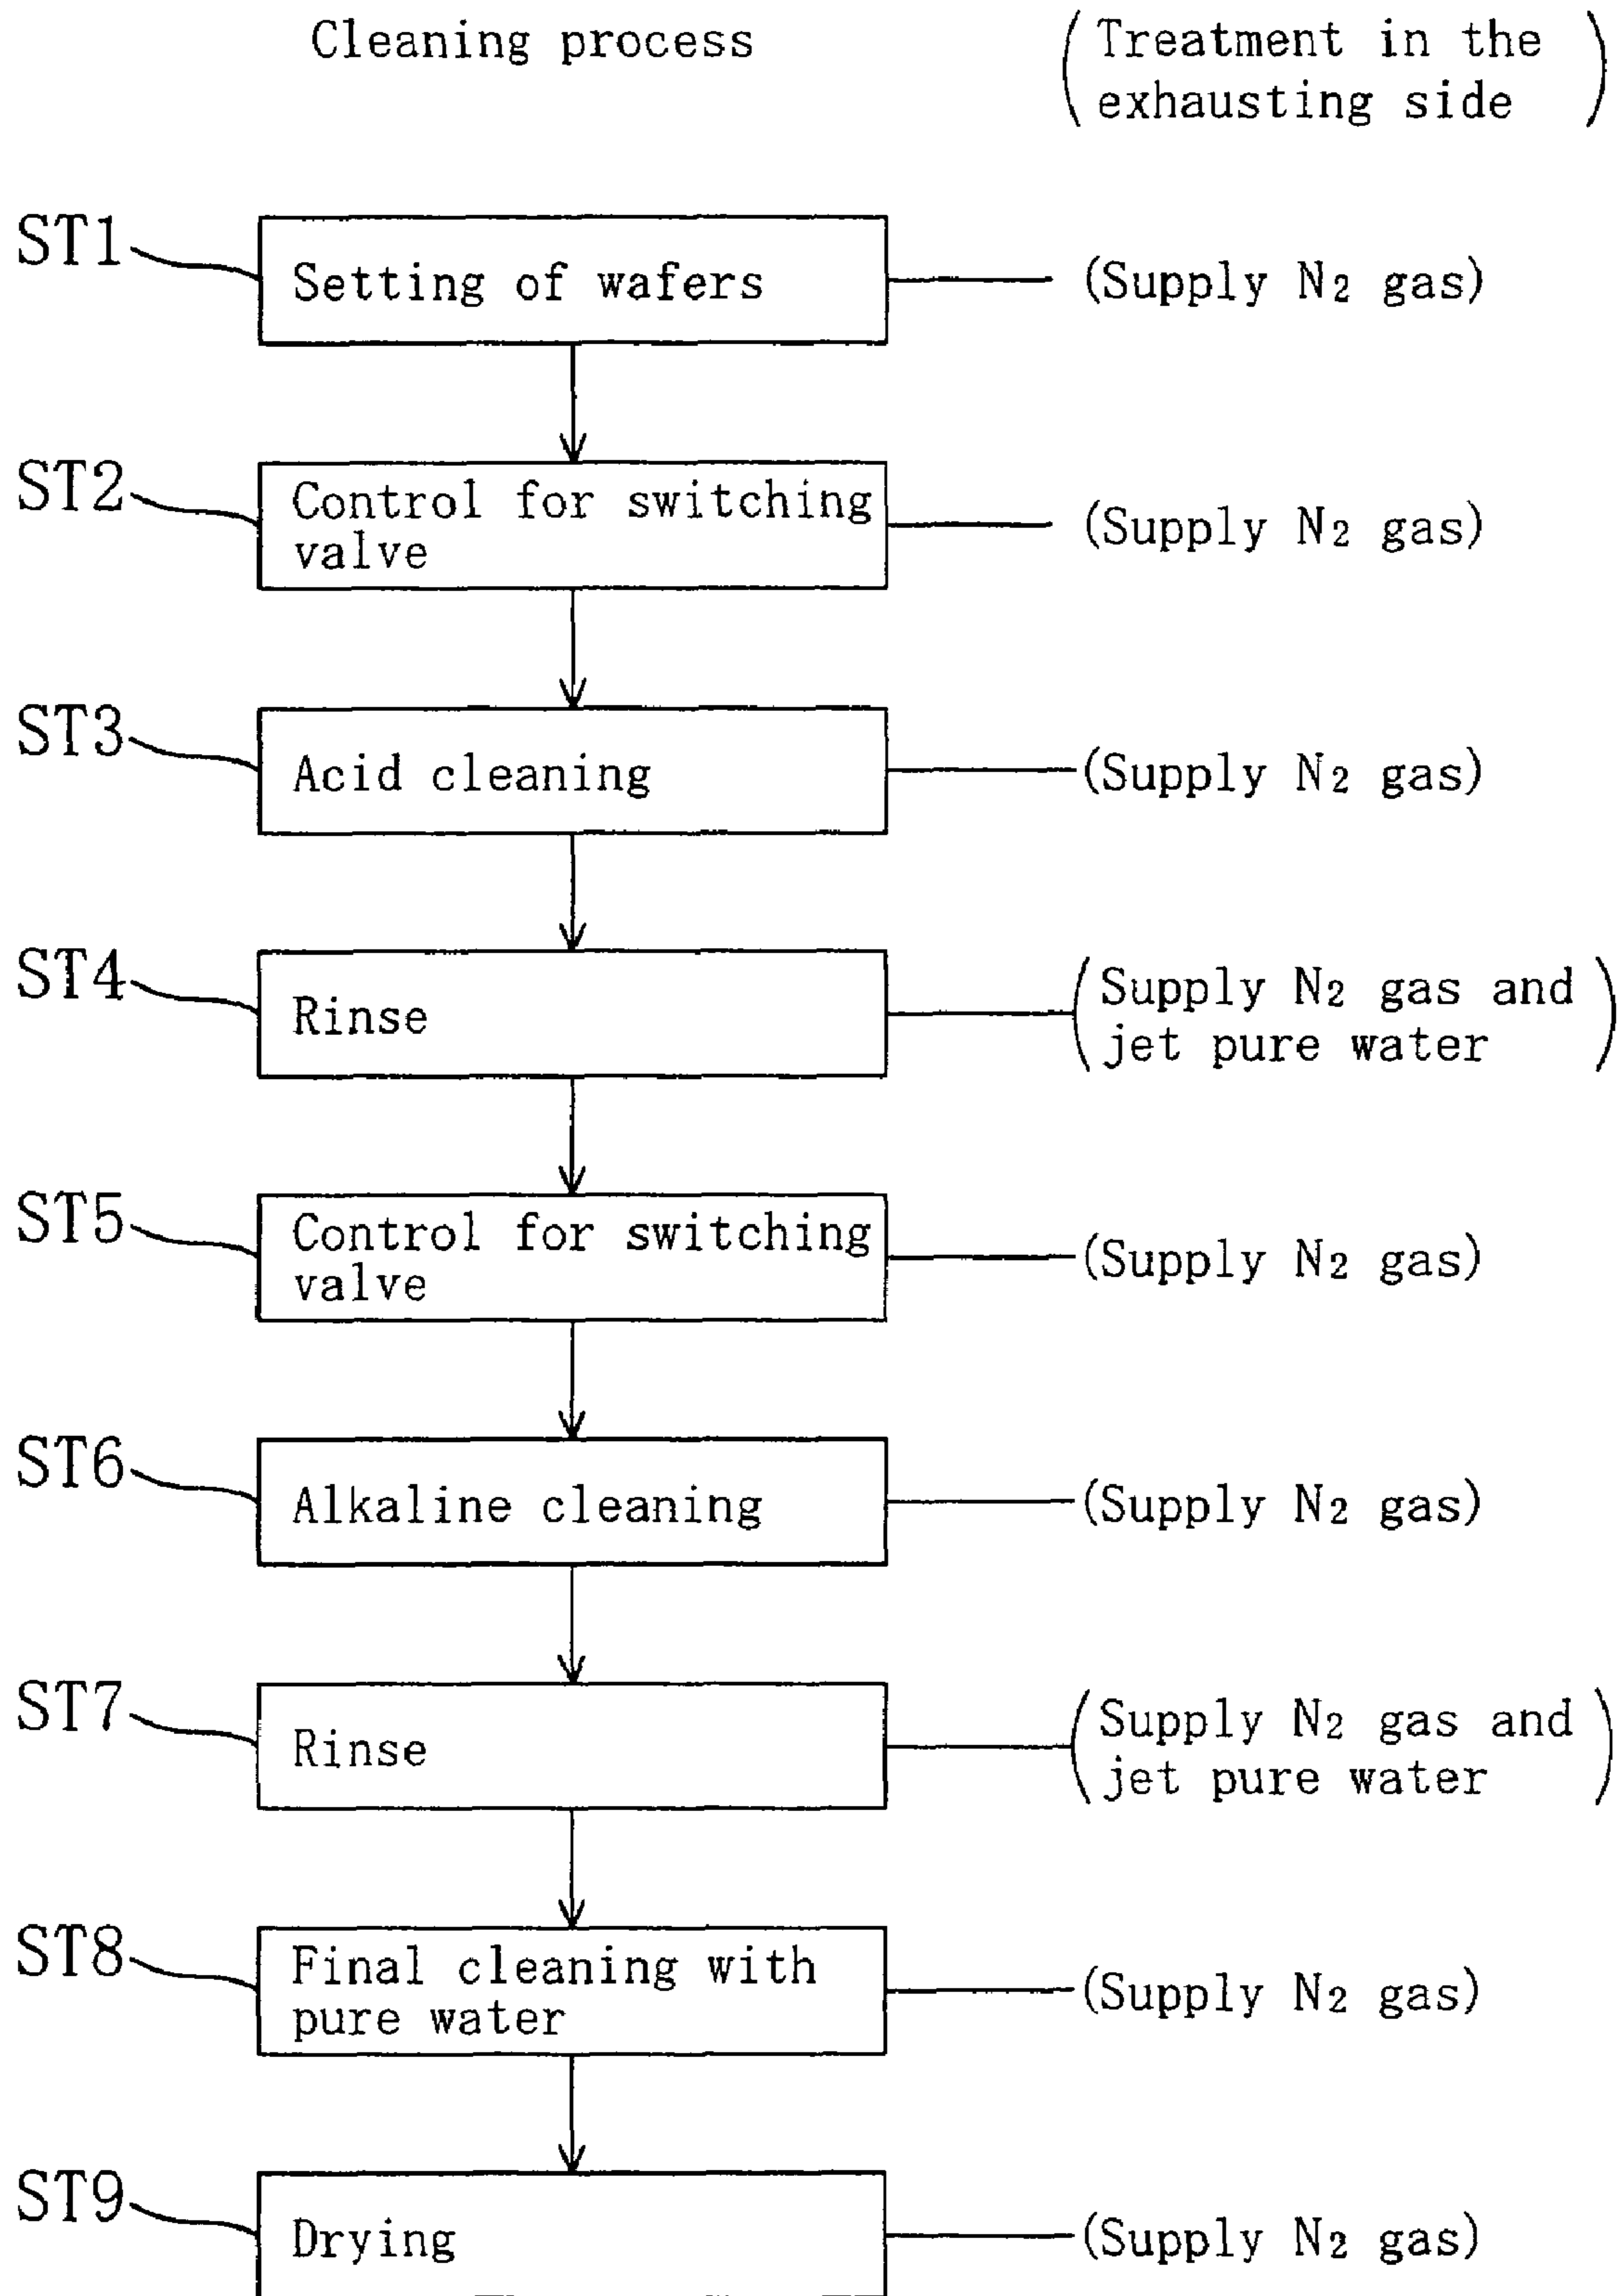 Cleaning process
(Treatment in the
exhausting side)
ST1
Setting of wafers
(Supply N₂ gas)
ST2
Control for switching
valve
(Supply N₂ gas)
ST3
Acid cleaning
(Supply N₂ gas)
ST4
Rinse
(Supply N₂ gas and
jet pure water)
ST5
Control for switching
valve
(Supply N₂ gas)
ST6
Alkaline cleaning
(Supply N₂ gas)
ST7
Rinse
(Supply N₂ gas and
jet pure water)
ST8
Final cleaning with
pure water
(Supply N₂ gas)
ST9
Drying
(Supply N₂ gas)